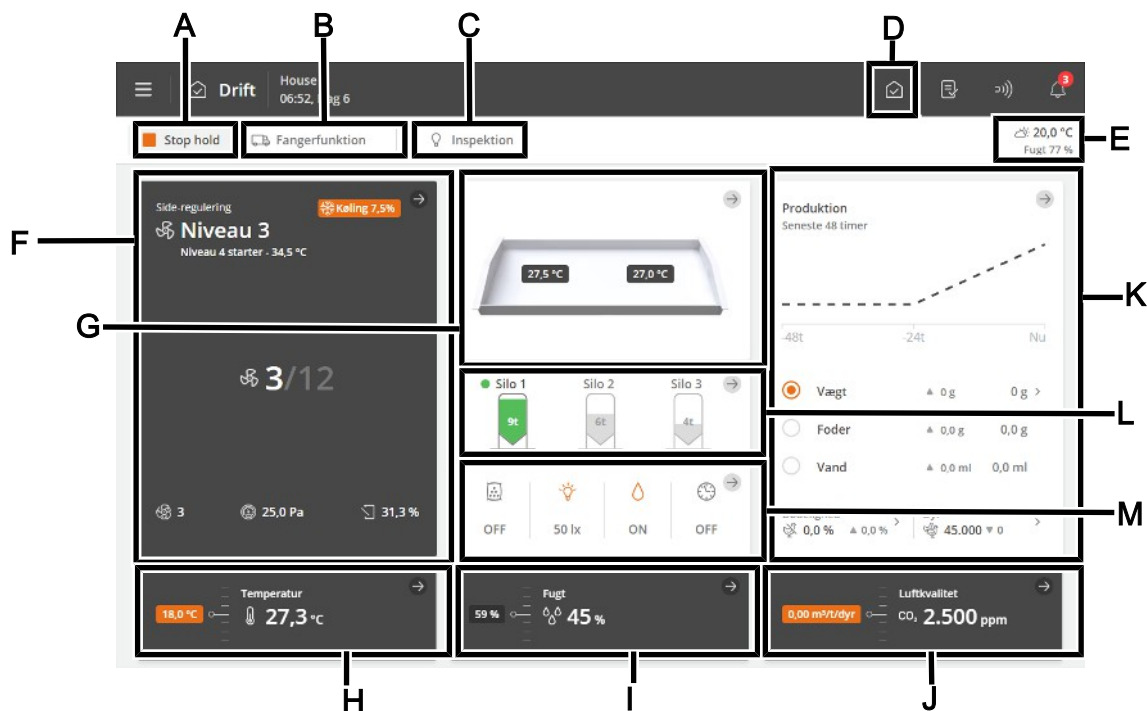 A
B
C
D
Drift
House
06:52,
ag 6
3
Stop hold
Fangerfunktion
Inspektion
20,0 °C
Fugt 77 %
E
F
Side-regulering
Køling 7,5%
Niveau 3
Niveau 4 starter - 34,5 °C
3/12
3
25,0 Pa
31,3 %
27,5 °C
27,0 °C
G
Produktion
Seneste 48 timer
-48t
-24t
Nu
K
Silo 1
Silo 2
Silo 3
9t
6t
4t
L
Vægt
▲ 0 g
0 g >
Foder
▲ 0,0 g
0,0 g
Vand
▲ 0,0 ml
0,0 ml
OFF
50 lx
ON
OFF
M
0,0 %
▲ 0,0 %
>
45.000 ▼ 0
>
Temperatur
18,0 °C
27,3 °C
Fugt
59 %
45 %
Luftkvalitet
0,00 m³/t/dyr
CO₂ 2.500 ppm
H
I
J